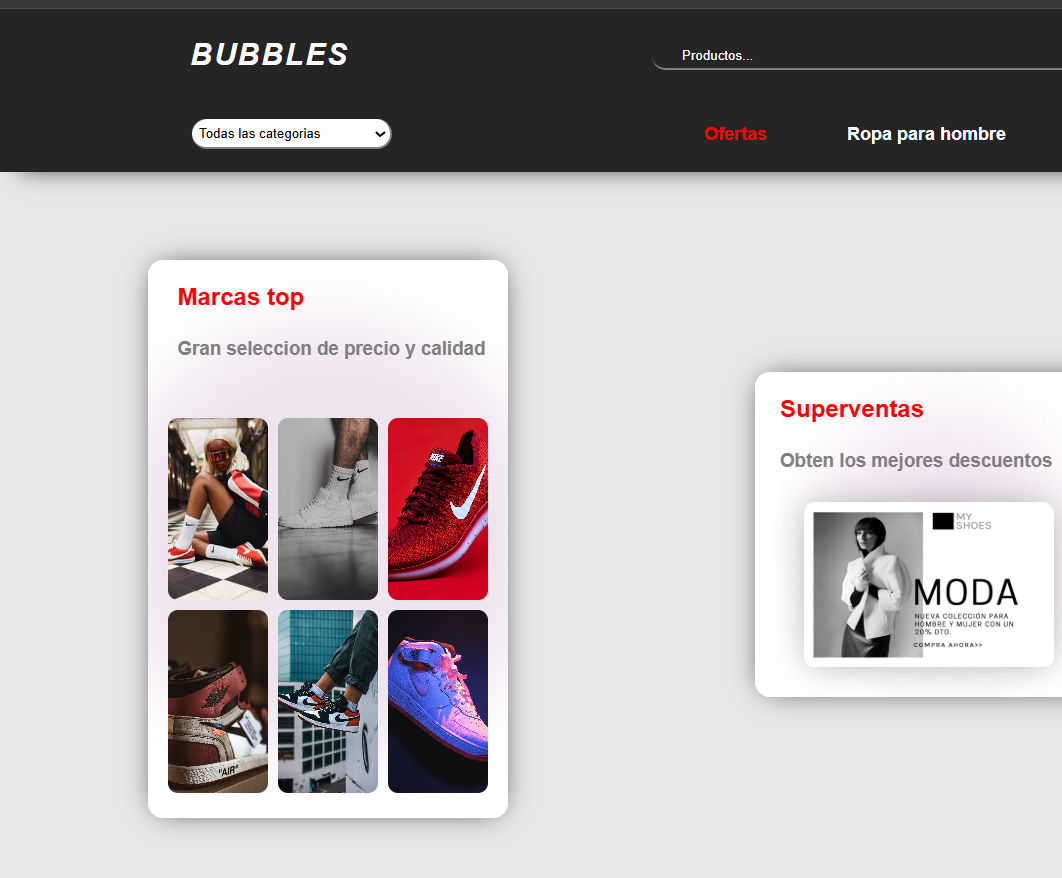 BUBBLES
Productos...
Todas las categorias
Ofertas
Ropa para hombre
Marcas top
Gran seleccion de precio y calidad
NIKE
"AIR"
Superventas
Obten los mejores descuentos
MY
SHOES
MODA
NUEVA COLECCIÓN PARA
HOMBRE Y MUJER CON UN
20% DTO.
COMPRA AHORA>>